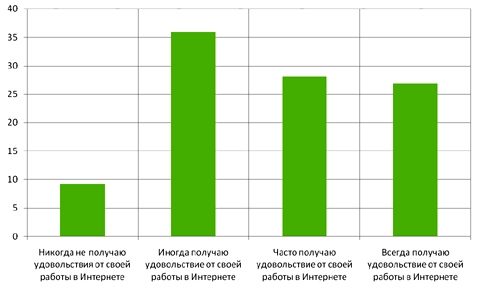 40
35
30
25
20
15
10
5
0
Никогда не получаю
удовольствия от своей
работы в Интернете
Иногда получаю
удовольствие от своей
работы в Интернете
Часто получаю
удовольствие от своей
работы в Интернете
Всегда получаю
удовольствие от своей
работы в Интернете